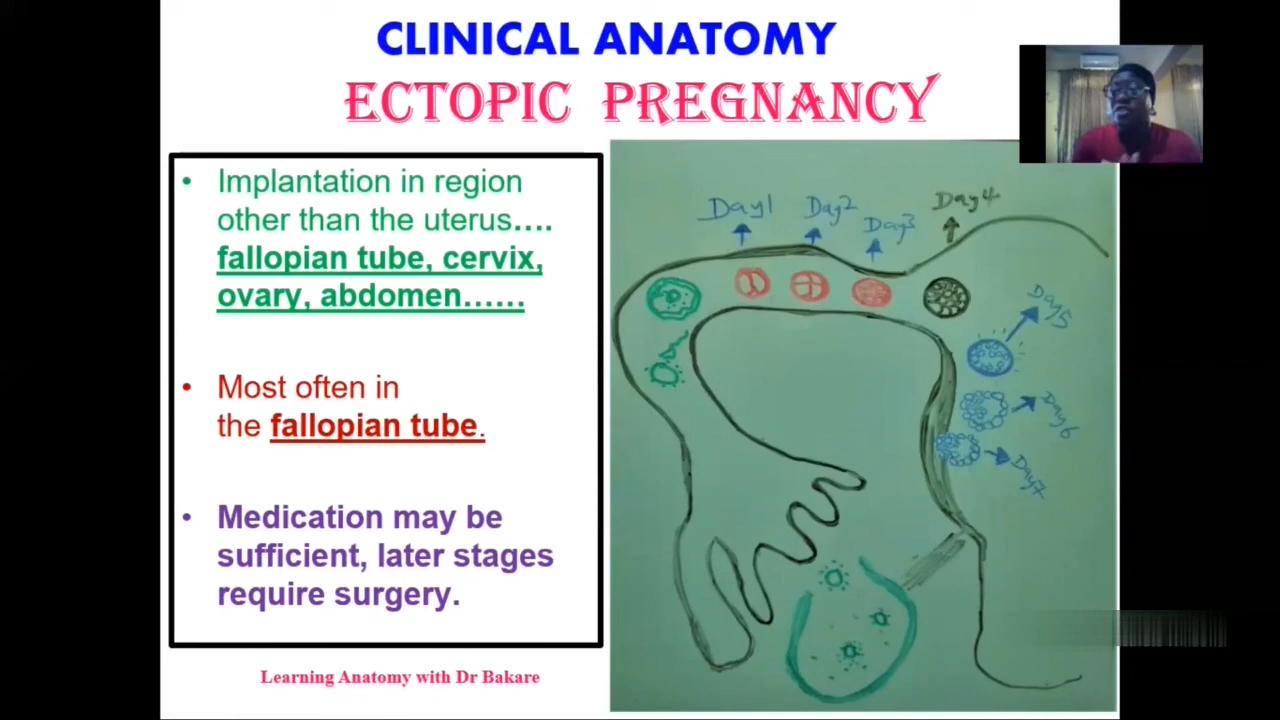 CLINICAL ANATOMY
ECTOPIC PREGNANCY
• Implantation in region
other than the uterus....
fallopian tube, cervix,
ovary, abdomen......
• Most often in
the fallopian tube.
• Medication may be
sufficient, later stages
require surgery.
Learning Anatomy with Dr Bakare
Day1
Day2
Day3
Day4
Day5
Day6
Day7